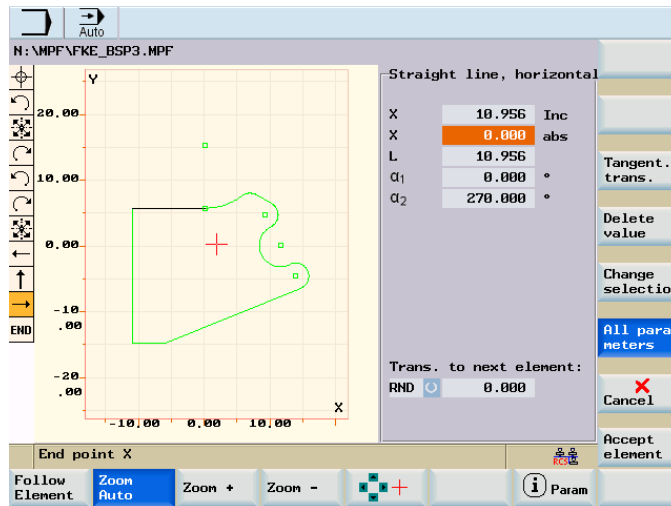 Auto
N:\MPF\FKE_BSP3.MPF
Y
20.00
10.00
0.00
-10
.00
-20
.00
-10.00 0.00 10.00
X
END
Straight line, horizontal
X 10.956 Inc
X 0.000 abs
L 10.956
α1 0.000 °
α2 270.000 °
Trans. to next element:
RND 0.000
Tangent.
trans.
Delete
value
Change
selectio
All para
meters
Cancel
Accept
element
End point X
RCS
Follow
Element
Zoom
Auto
Zoom +
Zoom -
i Param